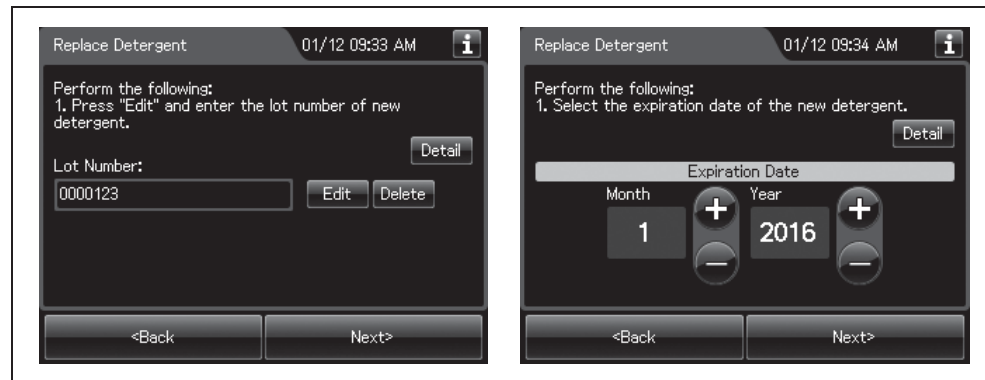 Replace Detergent 01/12 09:33 AM i
Perform the following:
1. Press "Edit" and enter the lot number of new
detergent.
Detail
Lot Number:
0000123 Edit Delete
<Back Next>
Replace Detergent 01/12 09:34 AM i
Perform the following:
1. Select the expiration date of the new detergent.
Detail
Expiration Date
Month Year
1 + − 2016 + −
<Back Next>